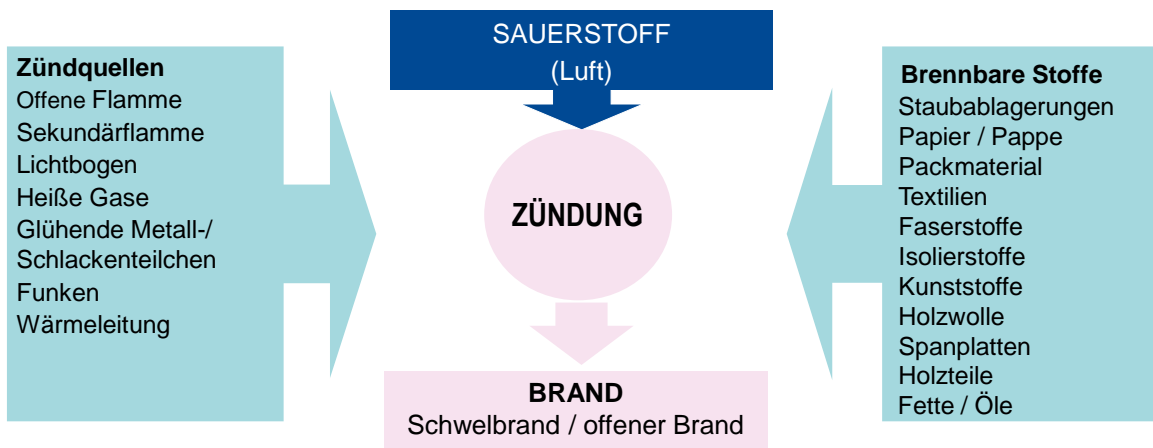 Zündquellen
Offene Flamme
Sekundärflamme
Lichtbogen
Heiße Gase
Glühende Metall-/
Schlackenteilchen
Funken
Wärmeleitung
SAUERSTOFF
(Luft)
ZÜNDUNG
BRAND
Schwelbrand / offener Brand
Brennbare Stoffe
Staubablagerungen
Papier / Pappe
Packmaterial
Textilien
Faserstoffe
Isolierstoffe
Kunststoffe
Holzwolle
Spanplatten
Holzteile
Fette / Öle